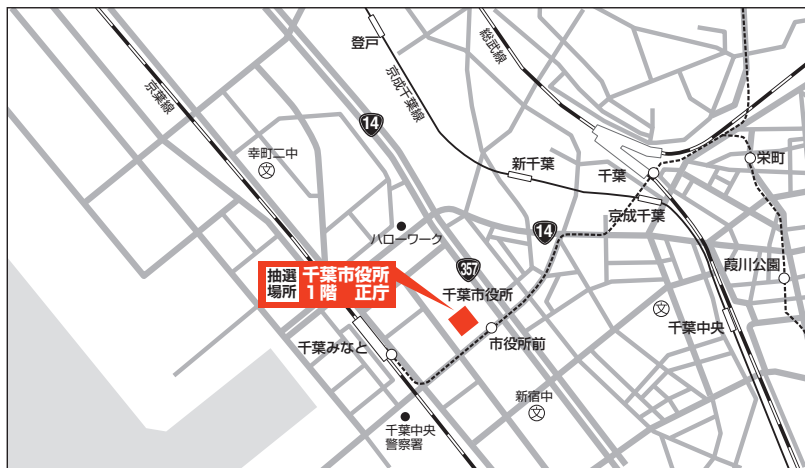 登戸
総武線
京葉線
京成千葉線
14
幸町二中
文
新千葉
千葉
栄町
京成千葉
14
ハローワーク
葭川公園
357
抽選
場所
千葉市役所
1階 正庁
千葉市役所
文
千葉中央
千葉みなと
市役所前
新宿中
文
千葉中央
警察署